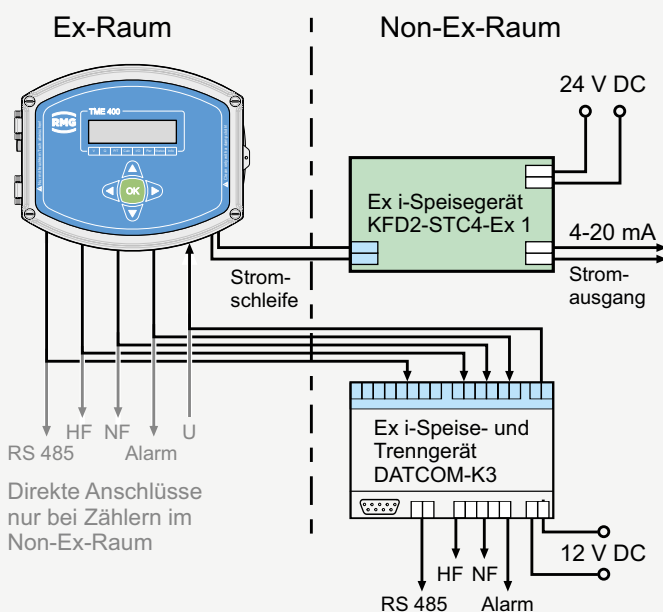 Ex-Raum
Non-Ex-Raum
24 V DC
RMG
TME 400
OK
Ex i-Speisegerät
KFD2-STC4-Ex 1
4-20 mA
Strom-
ausgang
Strom-
schleife
RS 485
HF
NF
Alarm
U
Direkte Anschlüsse
nur bei Zählern im
Non-Ex-Raum
Ex i-Speise- und
Trenngerät
DATCOM-K3
12 V DC
RS 485
HF
NF
Alarm